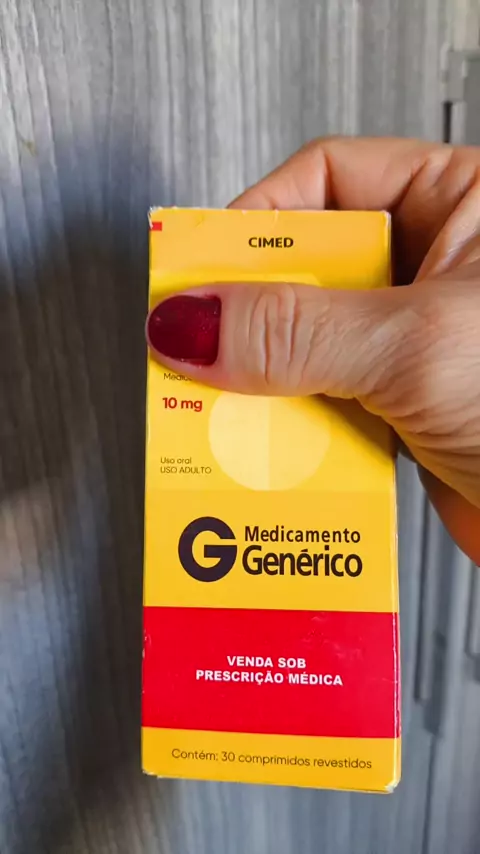 CIMED
10 mg
Uso oral
USO ADULTO
G Medicamento
Genérico
VENDA SOB
PRESCRIÇÃO MÉDICA
Contém: 30 comprimidos revestidos